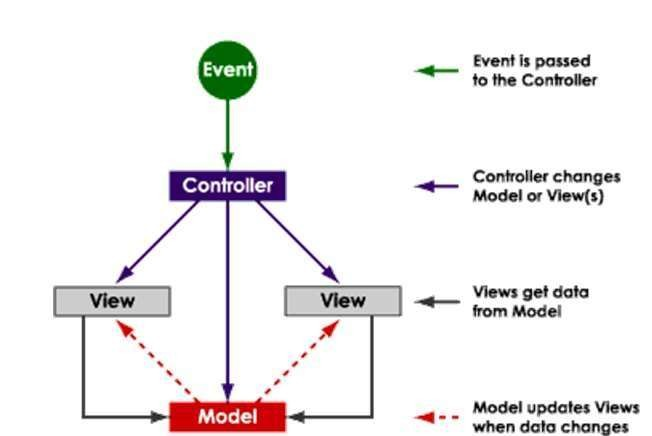 Event
Event is passed
to the Controller
Controller
Controller changes
Model or View(s)
View
View
Views get data
from Model
Model
Model updates Views
when data changes